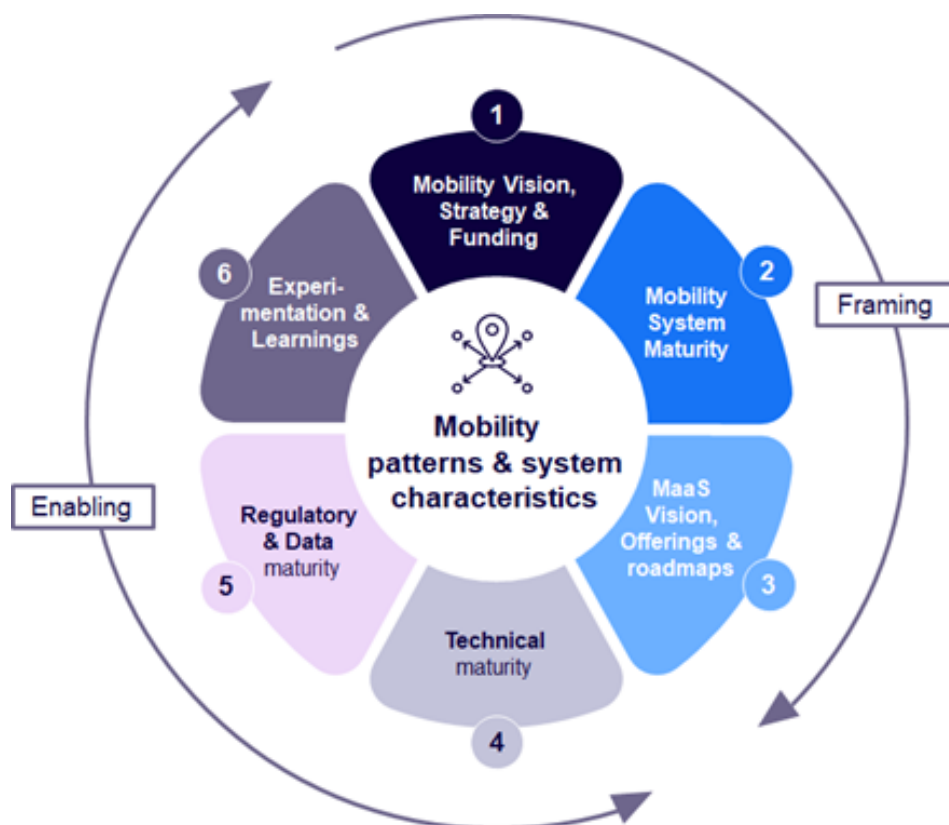 1
Mobility Vision,
Strategy &
Funding
2
Mobility
System
Maturity
Framing
MaaS
Vision,
Offerings &
roadmaps
3
Technical
maturity
4
Regulatory
& Data
maturity
5
Enabling
6
Experi-
mentation &
Learnings
Mobility
patterns & system
characteristics